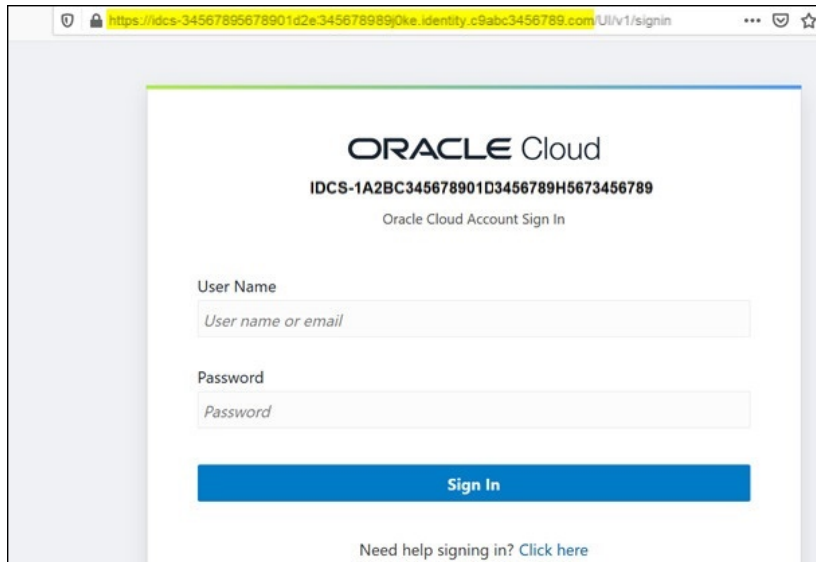 https://idcs-34567895678901d2e345678989j0ke.identity.c9abc3456789.com/UI/v1/signin
ORACLE Cloud
IDCS-1A2BC345678901D3456789H5673456789
Oracle Cloud Account Sign In
User Name
User name or email
Password
Password
Sign In
Need help signing in? Click here